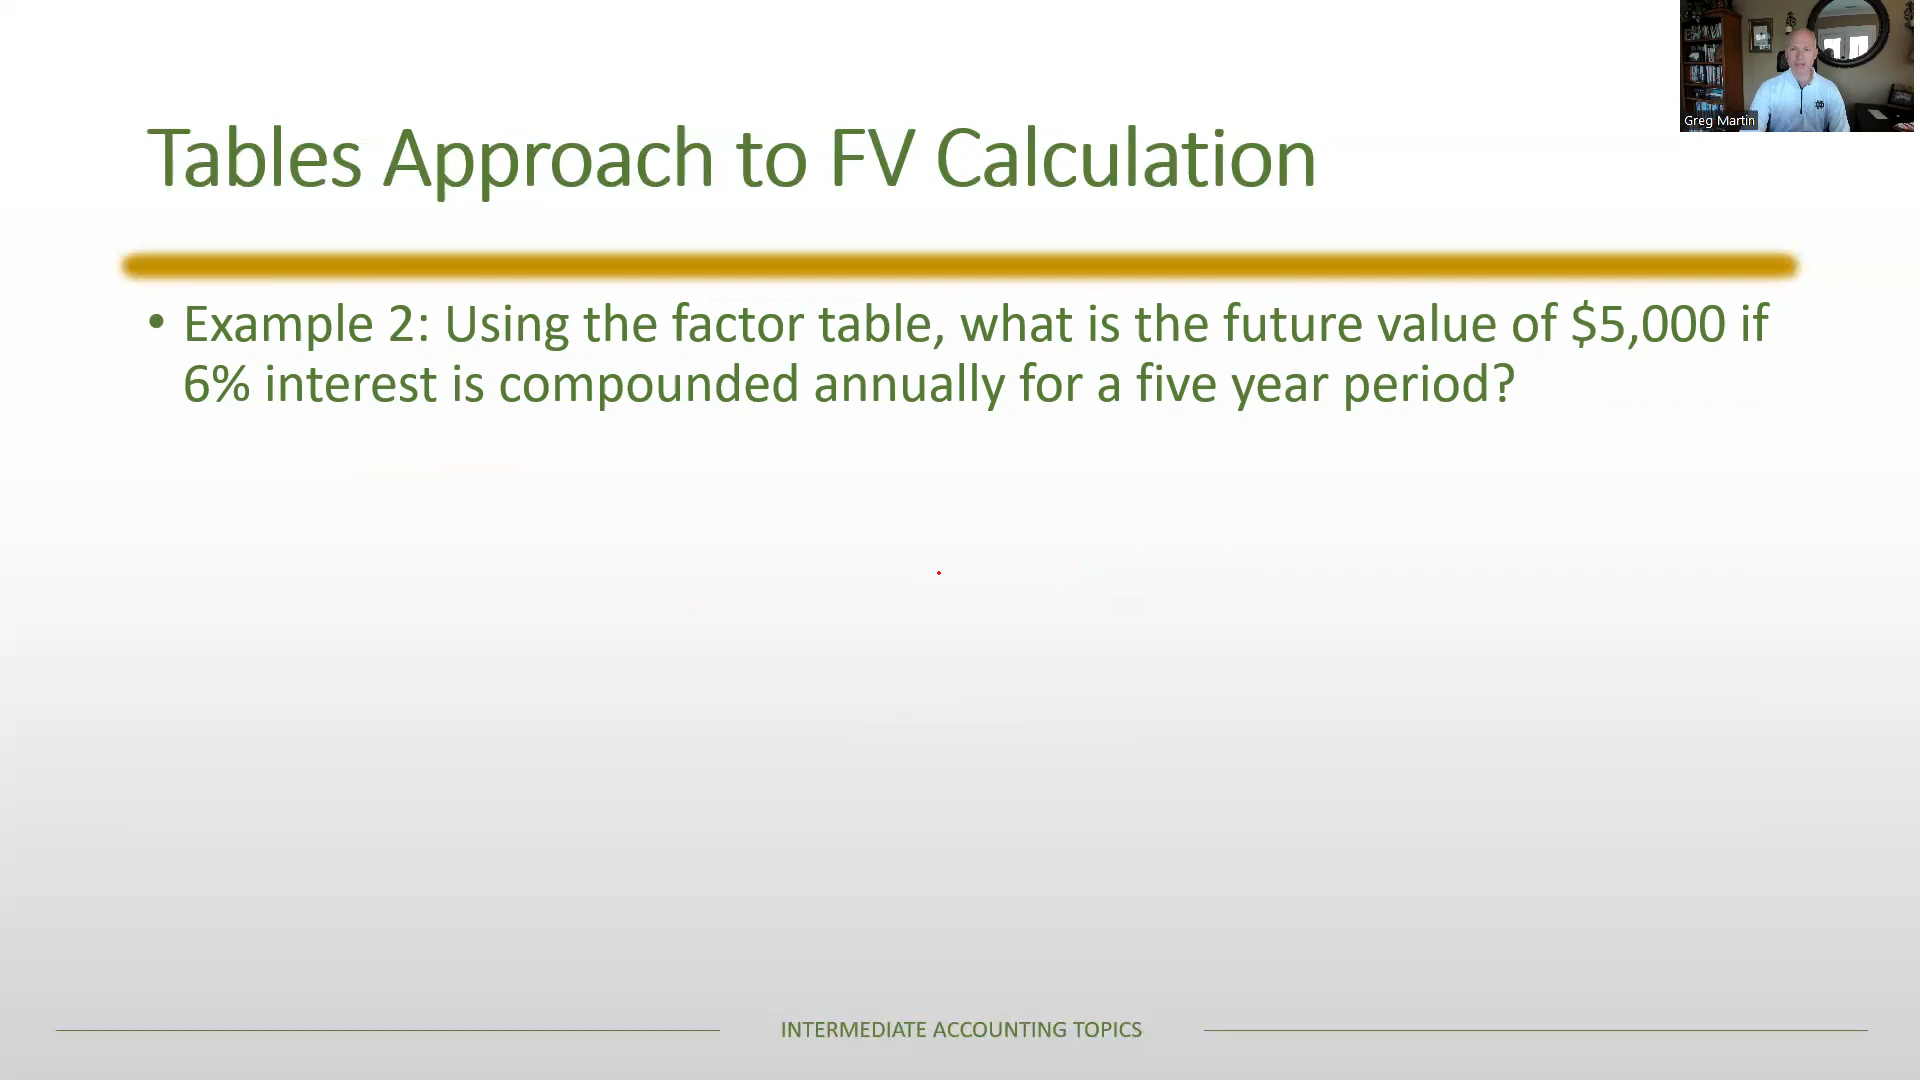 Greg Martin
Tables Approach to FV Calculation
• Example 2: Using the factor table, what is the future value of $5,000 if
6% interest is compounded annually for a five year period?
INTERMEDIATE ACCOUNTING TOPICS